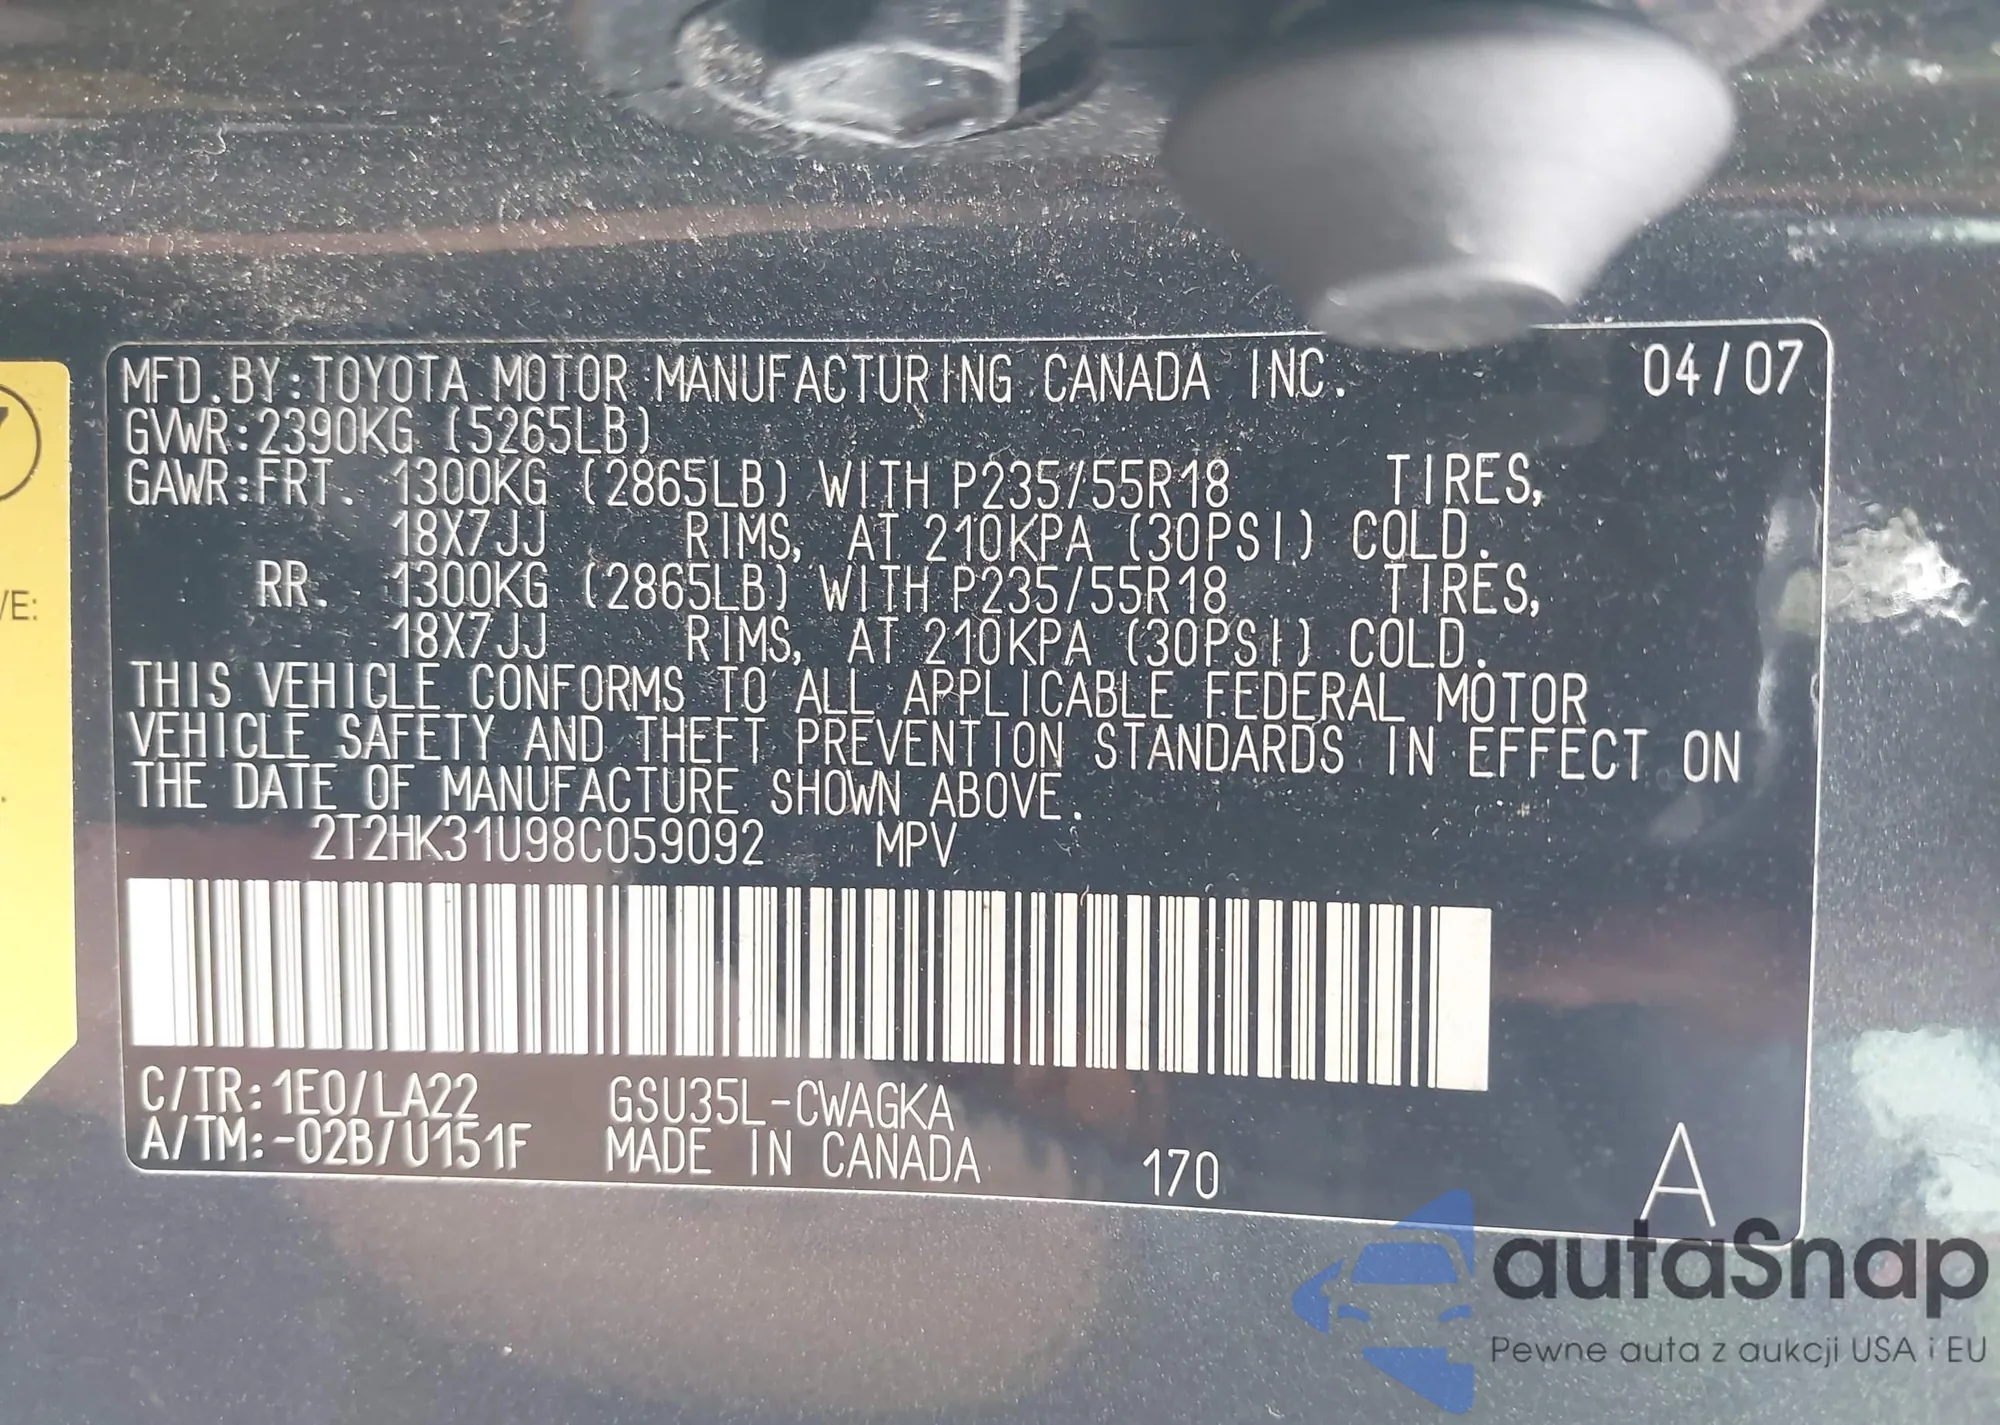 MFD.BY:TOYOTA MOTOR MANUFACTURING CANADA INC. 04/07
GVWR:2390KG (5265LB)
GAWR:FRT. 1300KG (2865LB) WITH P235/55R18 TIRES,
18X7JJ RIMS, AT 210KPA (30PSI) COLD.
RR. 1300KG (2865LB) WITH P235/55R18 TIRES,
18X7JJ RIMS, AT 210KPA (30PSI) COLD.
THIS VEHICLE CONFORMS TO ALL APPLICABLE FEDERAL MOTOR
VEHICLE SAFETY AND THEFT PREVENTION STANDARDS IN EFFECT ON
THE DATE OF MANUFACTURE SHOWN ABOVE.
2T2HK31U98C059092 MPV
C/TR:1E0/LA22 GSU35L-CWAGKA
A/TM:-02B/U151F MADE IN CANADA 170 A
autaSnap
Pewne auta z aukcji USA i EU